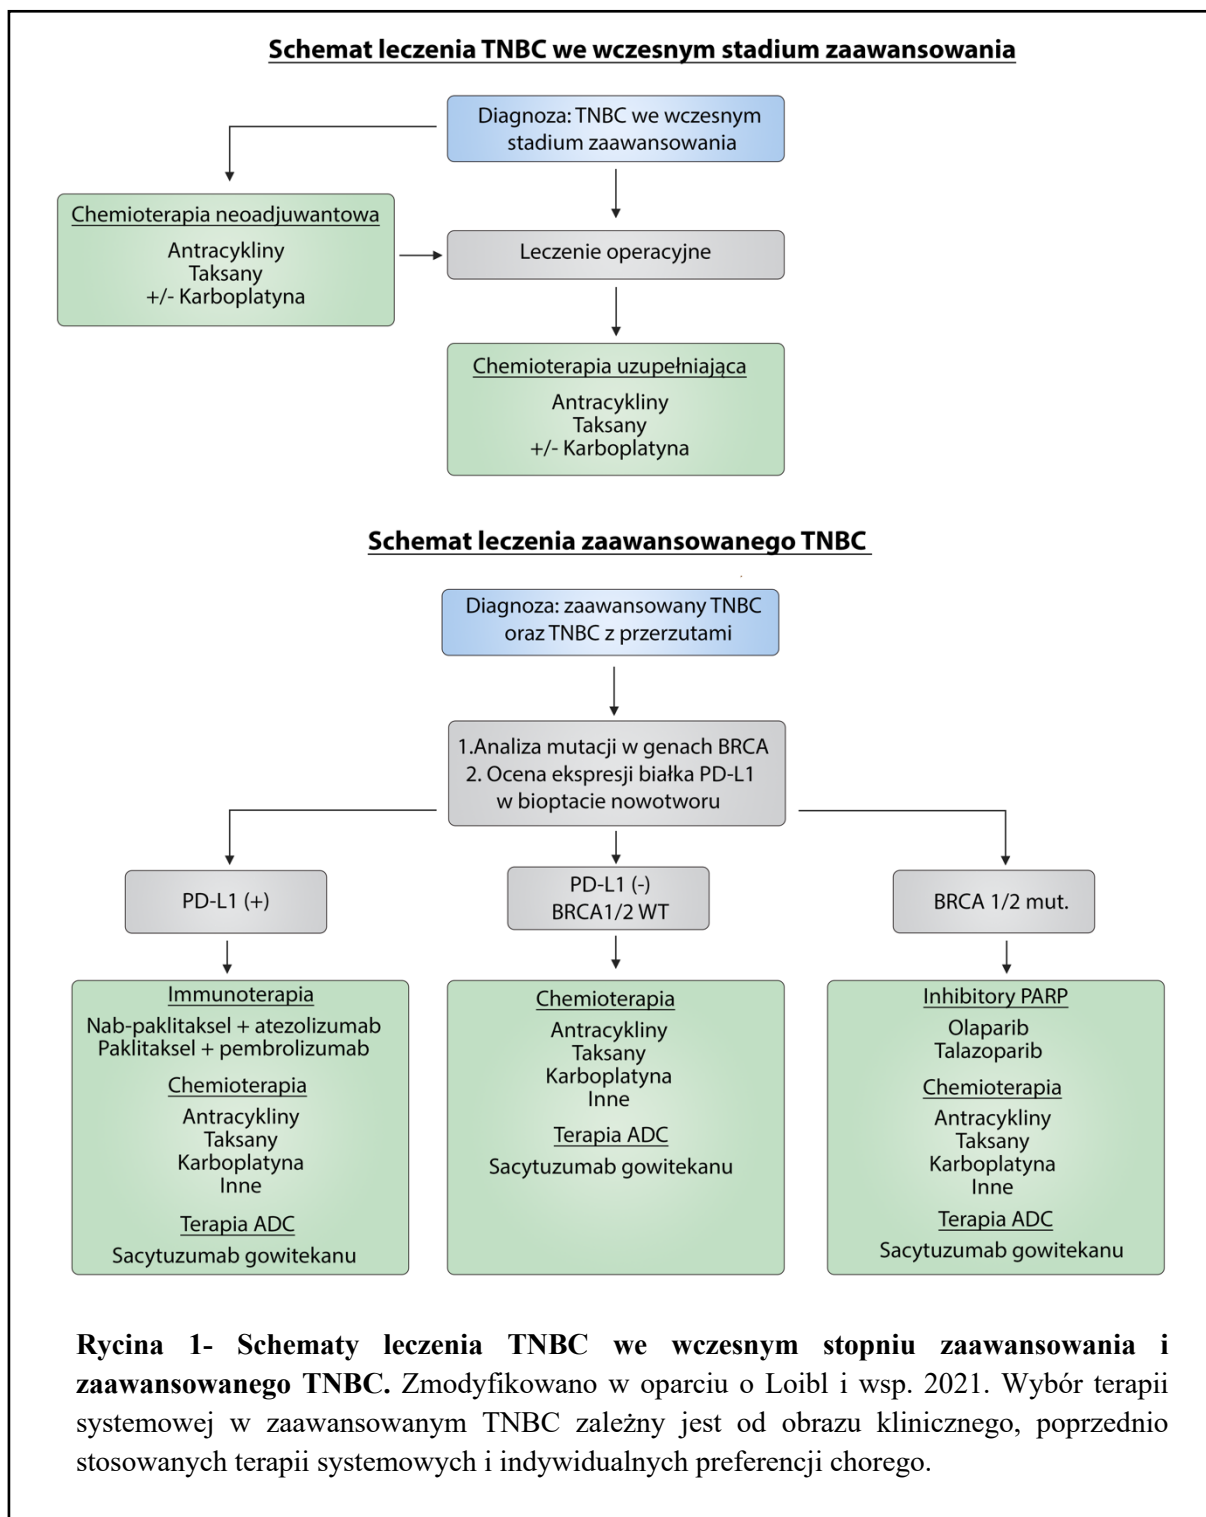 Schemat leczenia TNBC we wczesnym stadium zaawansowania
Diagnoza: TNBC we wczesnym
stadium zaawansowania
Chemioterapia neoadjuwantowa
Antracykliny
Taksany
+/- Karboplatyna
Leczenie operacyjne
Chemioterapia uzupełniająca
Antracykliny
Taksany
+/- Karboplatyna
Schemat leczenia zaawansowanego TNBC
Diagnoza: zaawansowany TNBC
oraz TNBC z przerzutami
1.Analiza mutacji w genach BRCA
2. Ocena ekspresji białka PD-L1
w bioptacie nowotworu
PD-L1 (+)
Immunoterapia
Nab-paklitaksel + atezolizumab
Paklitaksel + pembrolizumab
Chemioterapia
Antracykliny
Taksany
Karboplatyna
Inne
Terapia ADC
Sacytuzumab gowitekanu
PD-L1 (-)
BRCA1/2 WT
Chemioterapia
Antracykliny
Taksany
Karboplatyna
Inne
Terapia ADC
Sacytuzumab gowitekanu
BRCA 1/2 mut.
Inhibitory PARP
Olaparib
Talazoparib
Chemioterapia
Antracykliny
Taksany
Karboplatyna
Inne
Terapia ADC
Sacytuzumab gowitekanu
Rycina 1- Schematy leczenia TNBC we wczesnym stopniu zaawansowania i
zaawansowanego TNBC. Zmodyfikowano w oparciu o Loibl i wsp. 2021. Wybór terapii
systemowej w zaawansowanym TNBC zależny jest od obrazu klinicznego, poprzednio
stosowanych terapii systemowych i indywidualnych preferencji chorego.